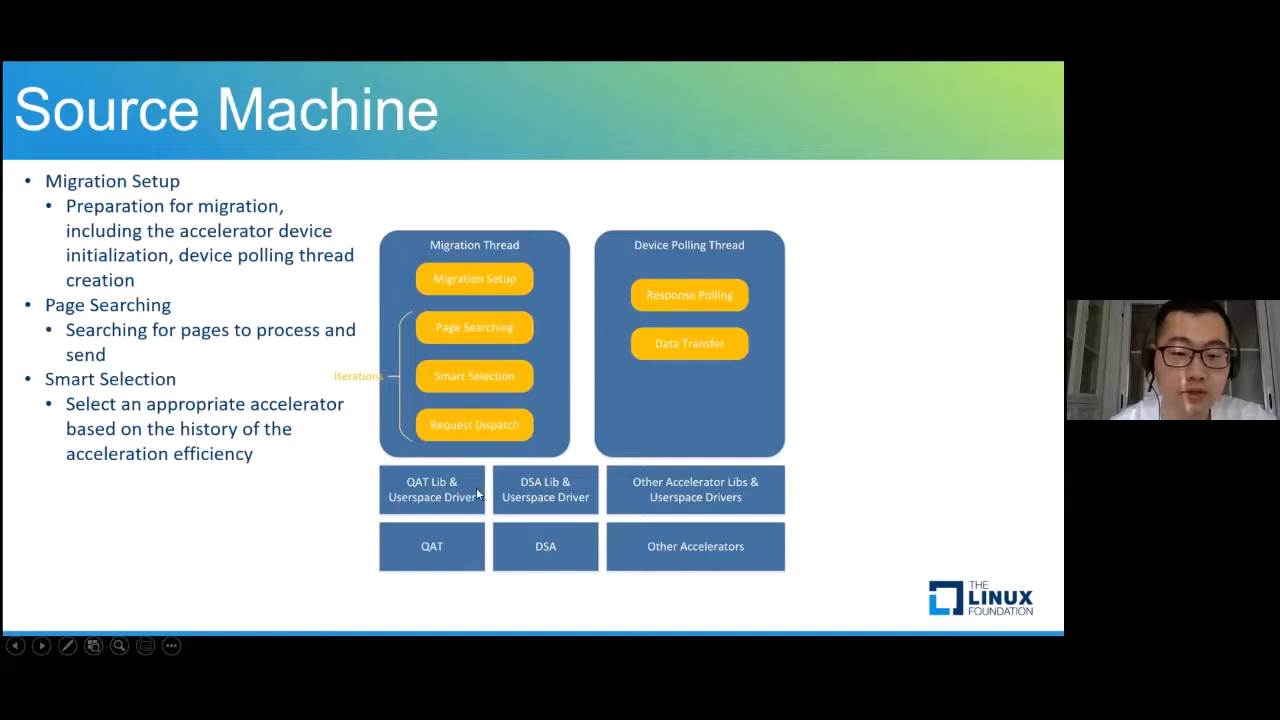 Source Machine
• Migration Setup
• Preparation for migration,
including the accelerator device
initialization, device polling thread
creation
• Page Searching
• Searching for pages to process and
send
• Smart Selection
• Select an appropriate accelerator
based on the history of the
acceleration efficiency
Migration Thread
Migration Setup
Page Searching
Iterations
Smart Selection
Request Dispatch
Device Polling Thread
Response Polling
Data Transfer
QAT Lib &
Userspace Driver
DSA Lib &
Userspace Driver
Other Accelerator Libs &
Userspace Drivers
QAT
DSA
Other Accelerators
THE
LINUX
FOUNDATION